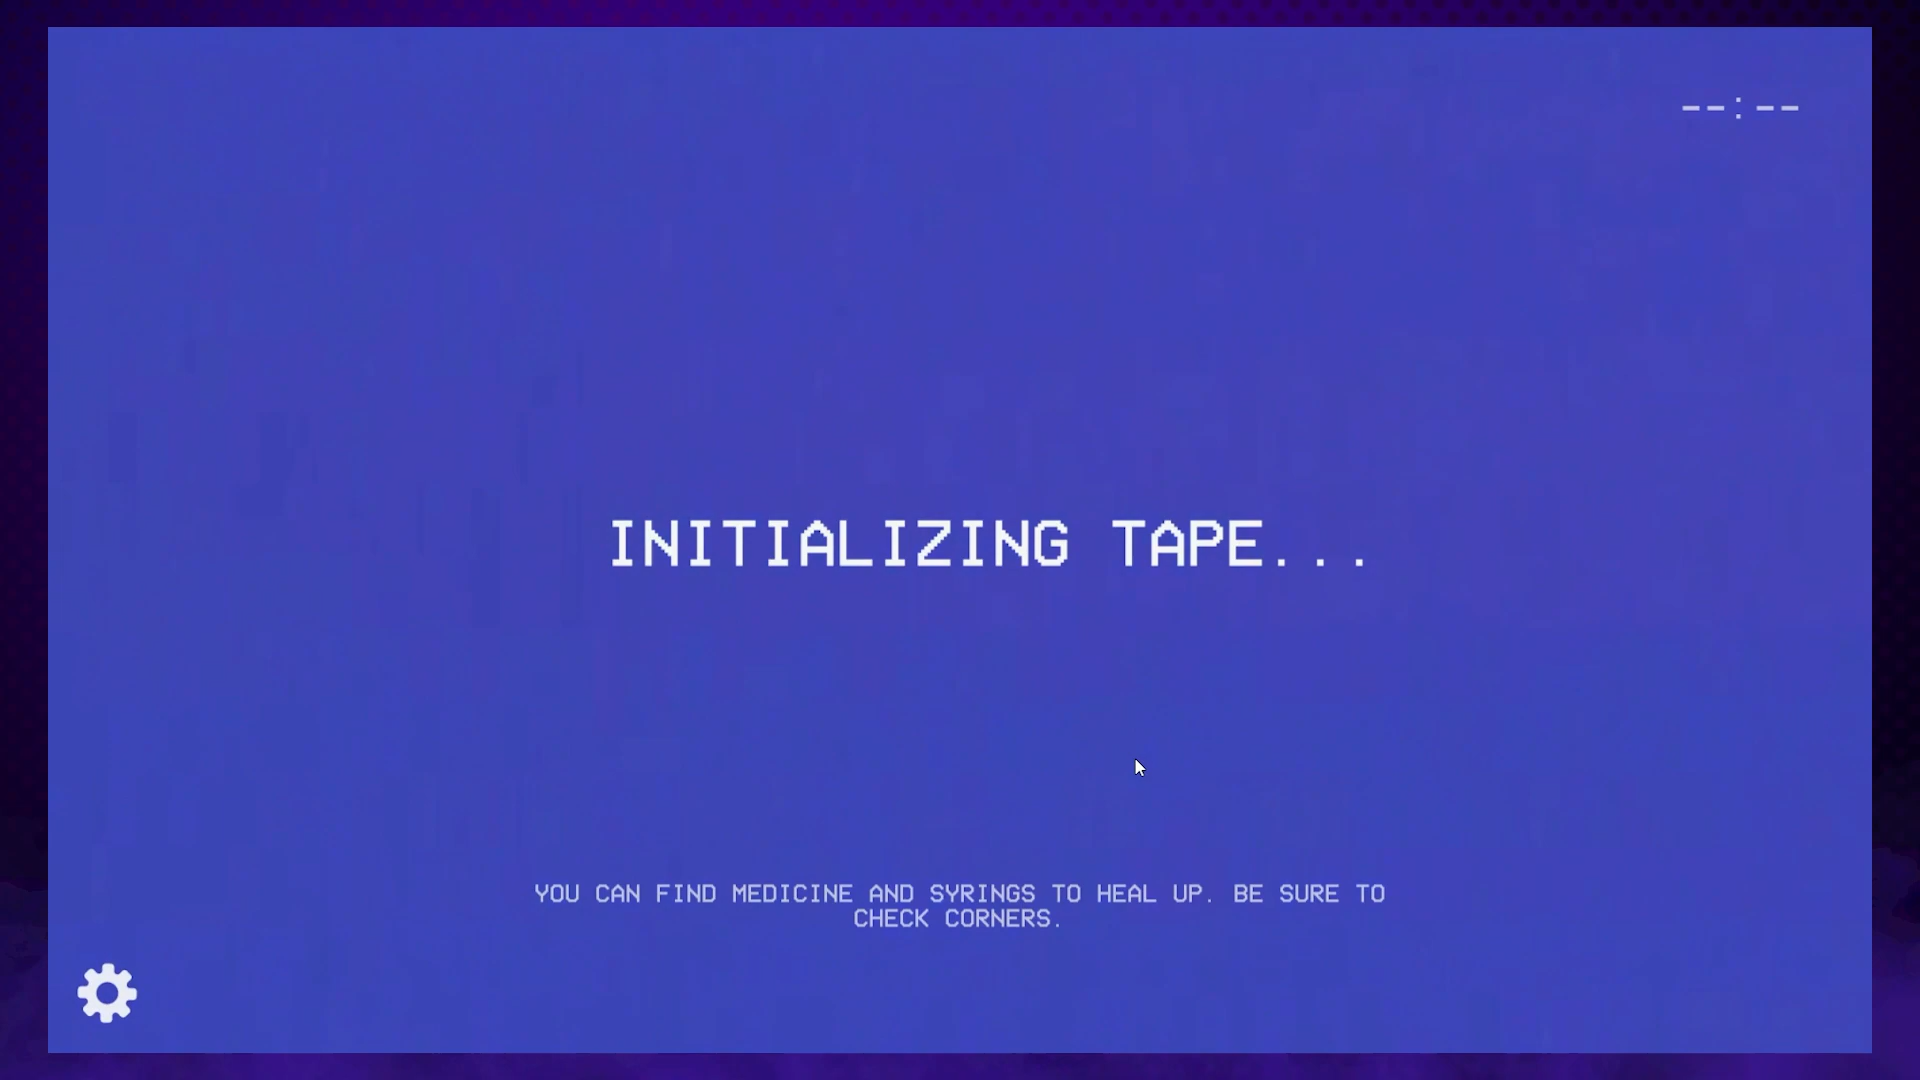 --:--
INITIALIZING TAPE...
YOU CAN FIND MEDICINE AND SYRINGS TO HEAL UP. BE SURE TO
CHECK CORNERS.